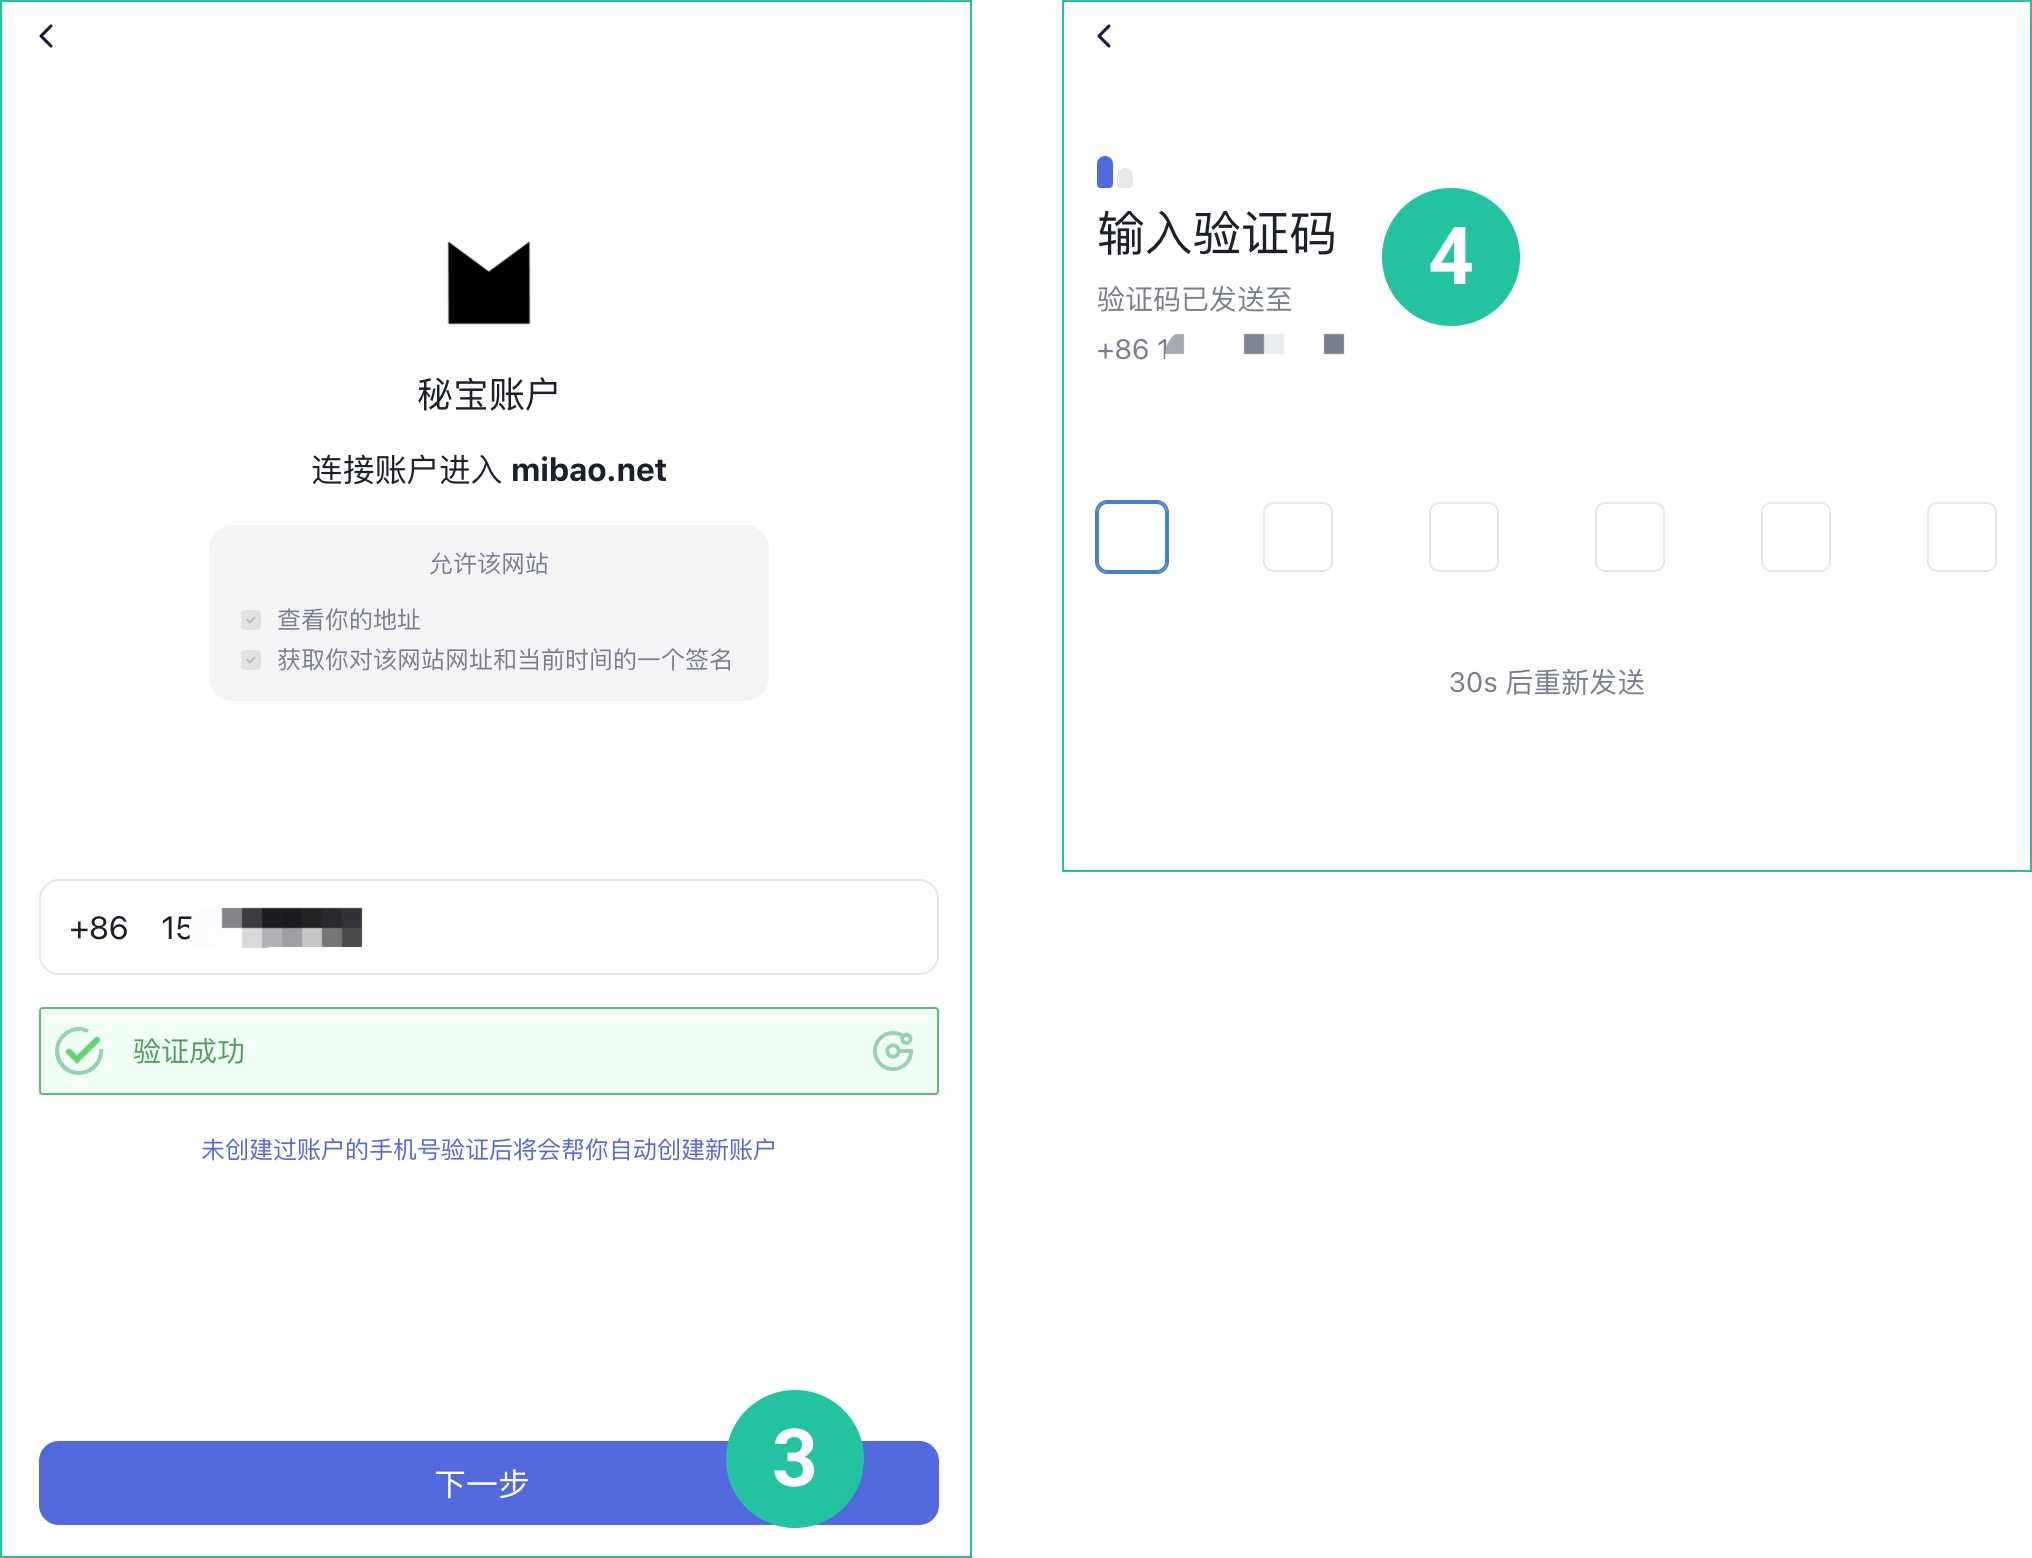 秘宝账户
连接账户进入 mibao.net
允许该网站
查看你的地址
获取你对该网站网址和当前时间的一个签名
+86 15
验证成功
未创建过账户的手机号验证后将会帮你自动创建新账户
下一步
3
输入验证码
4
验证码已发送至
+86 1
30s 后重新发送